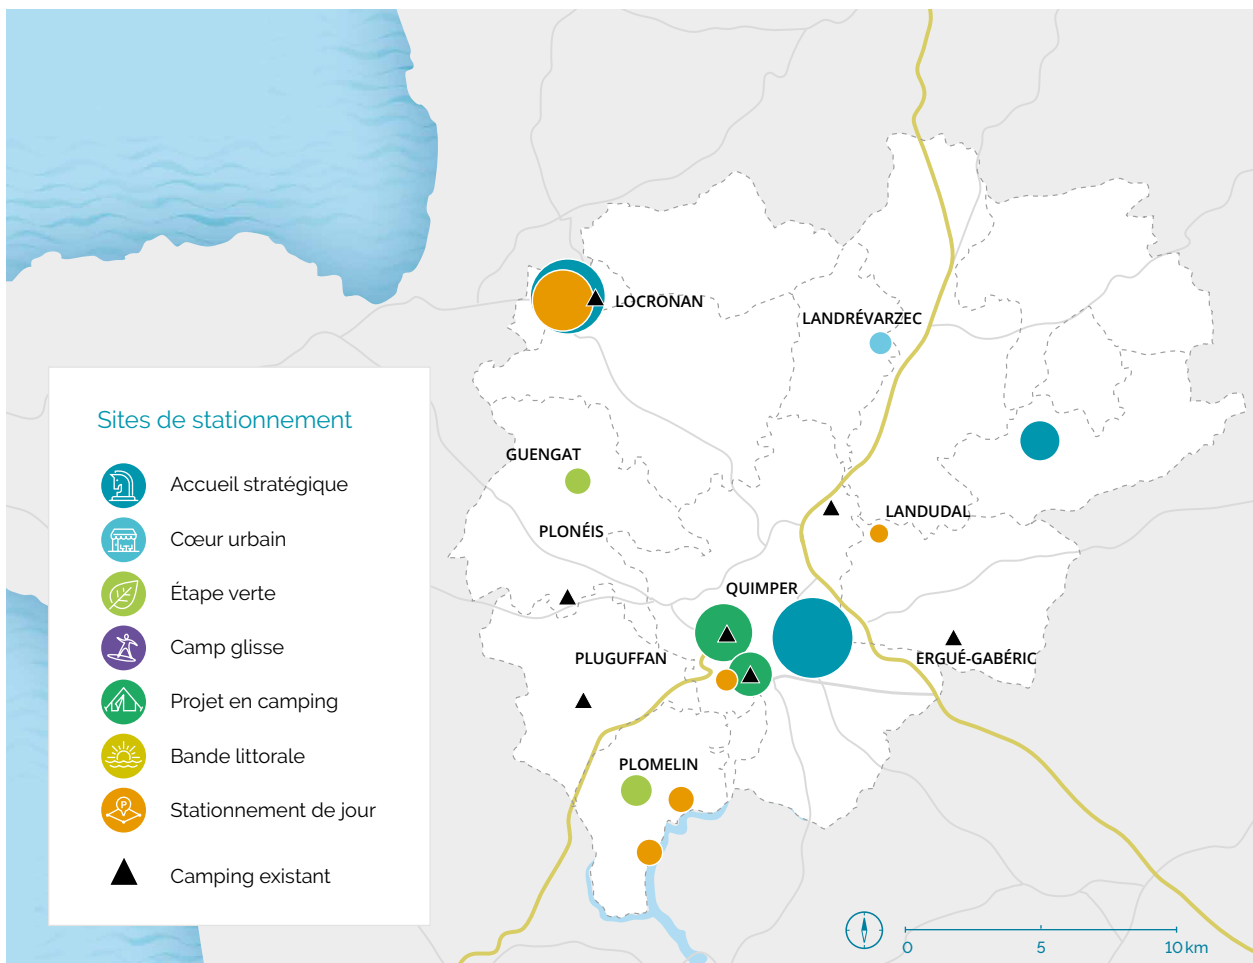 LOCRONAN
LANDRÉVARZEC
Sites de stationnement
Accueil stratégique
Cœur urbain
Étape verte
Camp glisse
Projet en camping
Bande littorale
P
Stationnement de jour
Camping existant
GUENGAT
PLONÉIS
LANDUDAL
QUIMPER
PLUGUFFAN
ERGUÉ-GABÉRIC
PLOMELIN
0 5 10 km